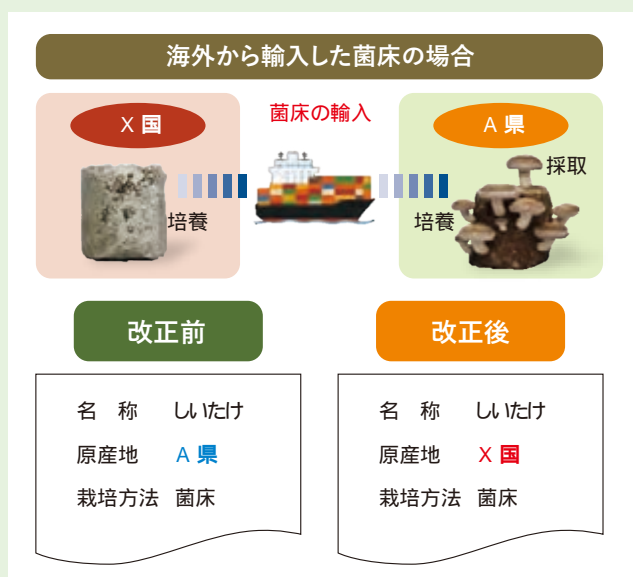 海外から輸入した菌床の場合
X 国
菌床の輸入
A 県
採取
培養
培養
改正前
改正後
名 称 しいたけ
原産地 A 県
栽培方法 菌床
名 称 しいたけ
原産地 X 国
栽培方法 菌床